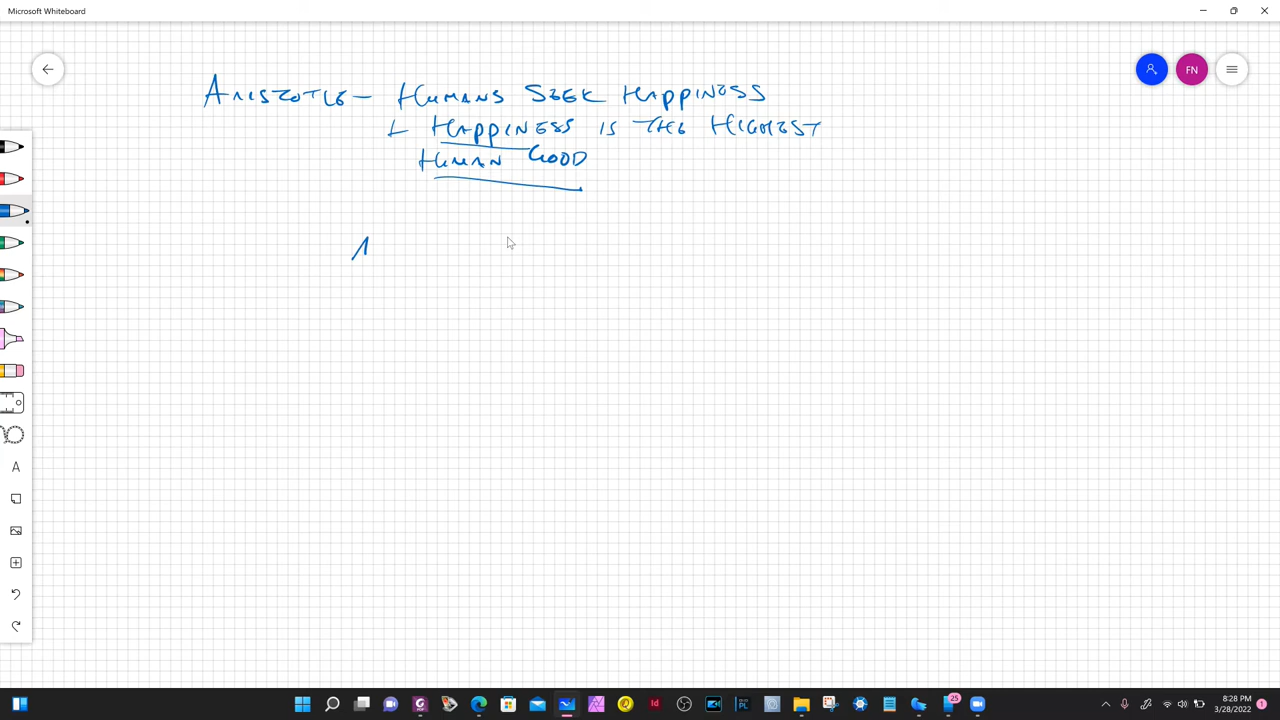 Microsoft Whiteboard
FN
ARISTOTLE - HUMANS SEEK HAPPINESS
HAPPINESS IS THE HIGHEST
HUMAN GOOD
A
8:28 PM
3/28/2022
25